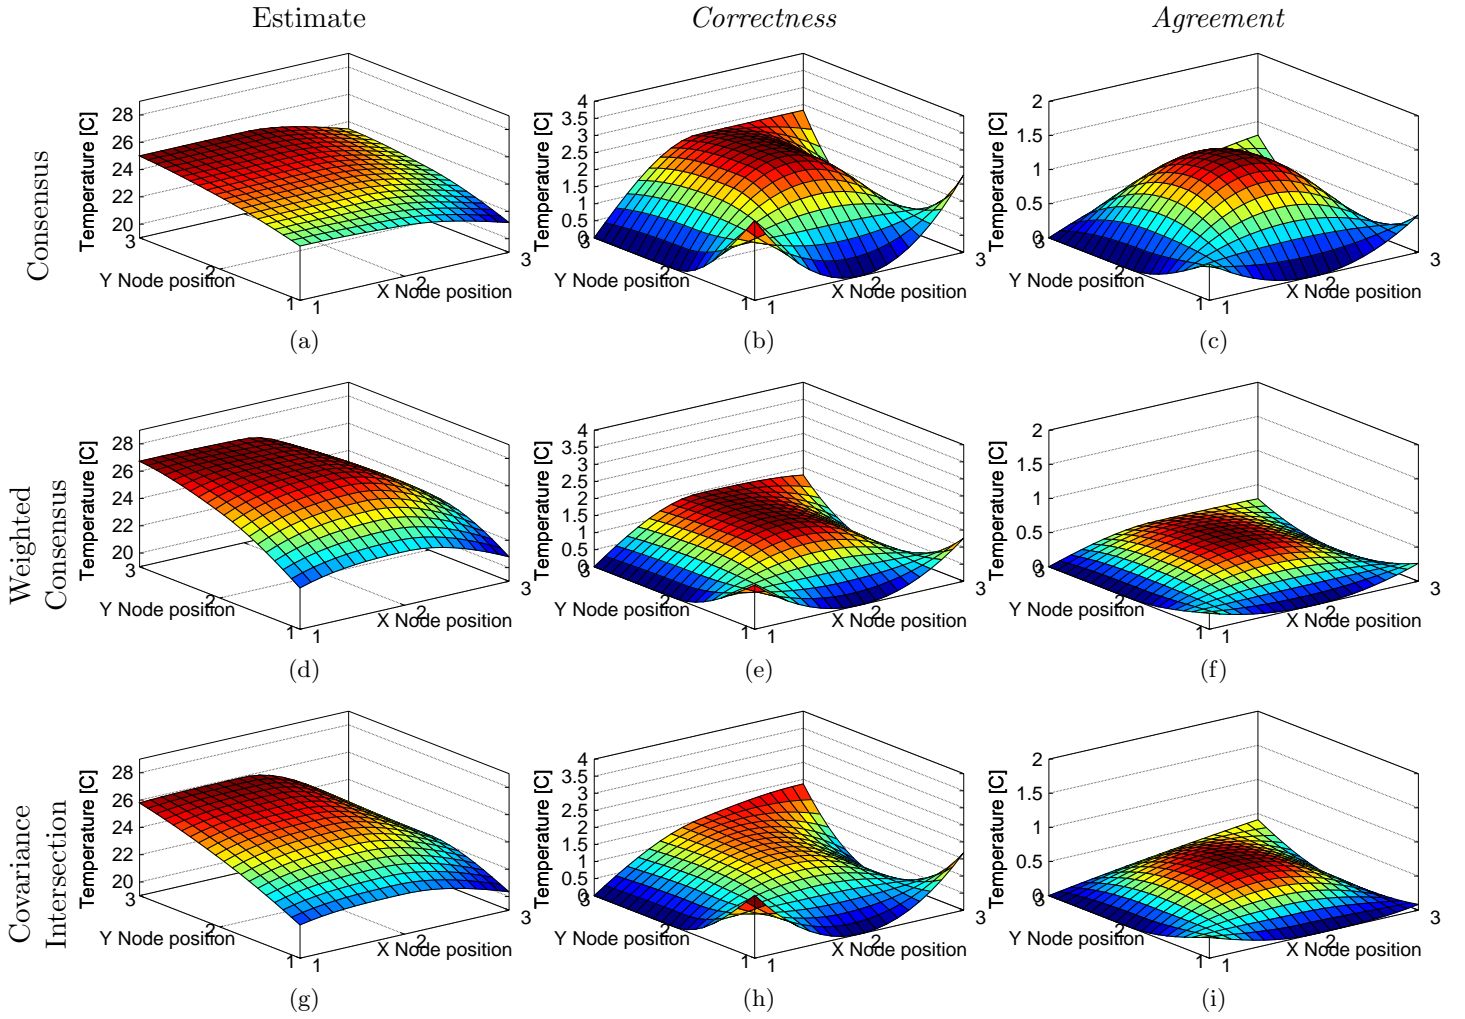 Estimate Correctness Agreement
Consensus
Temperature [C]
28
26
24
22
20
3
Y Node position
2
1
1
2
X Node position
3
(a)
Temperature [C]
4
3.5
3
2.5
2
1.5
1
0.5
0
3
Y Node position
2
1
1
2
X Node position
3
(b)
Temperature [C]
2
1.5
1
0.5
0
3
Y Node position
2
1
1
2
X Node position
3
(c)
Weighted
Consensus
Temperature [C]
28
26
24
22
20
3
Y Node position
2
1
1
2
X Node position
3
(d)
Temperature [C]
4
3.5
3
2.5
2
1.5
1
0.5
0
3
Y Node position
2
1
1
2
X Node position
3
(e)
Temperature [C]
2
1.5
1
0.5
0
3
Y Node position
2
1
1
2
X Node position
3
(f)
Covariance
Intersection
Temperature [C]
28
26
24
22
20
3
Y Node position
2
1
1
2
X Node position
3
(g)
Temperature [C]
4
3.5
3
2.5
2
1.5
1
0.5
0
3
Y Node position
2
1
1
2
X Node position
3
(h)
Temperature [C]
2
1.5
1
0.5
0
3
Y Node position
2
1
1
2
X Node position
3
(i)